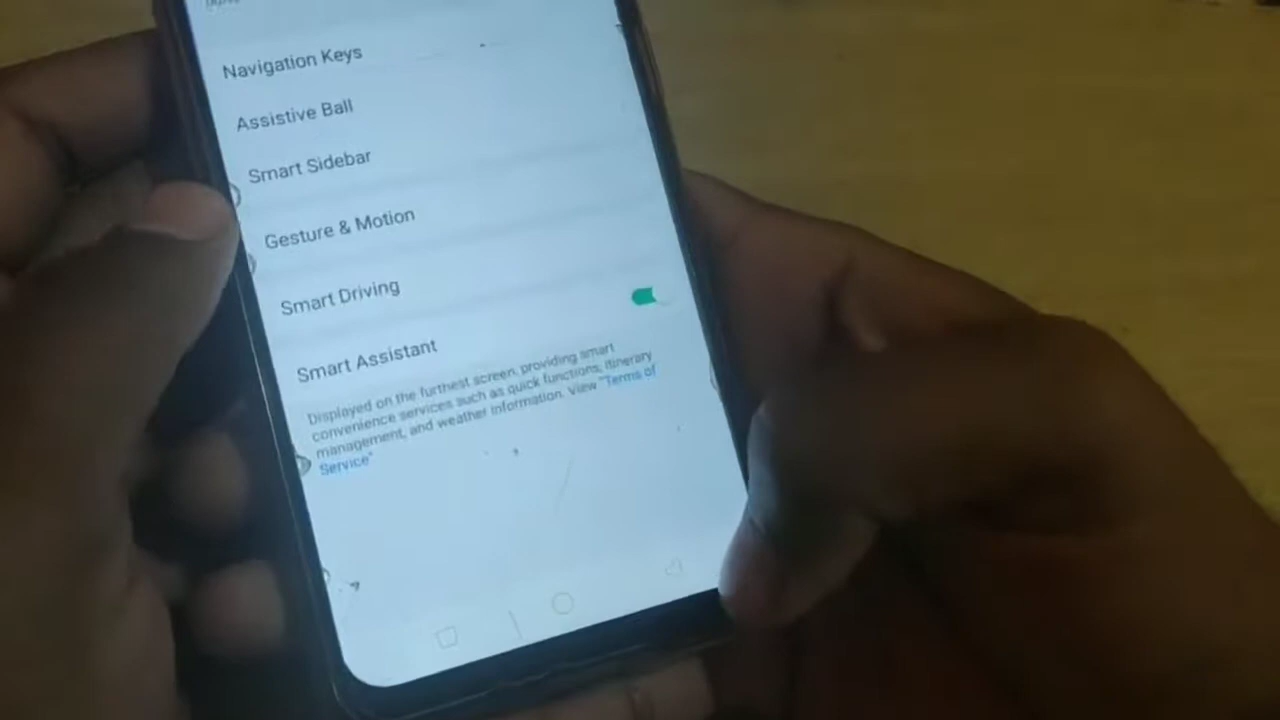 Navigation Keys
Assistive Ball
Smart Sidebar
Gesture & Motion
Smart Driving
Smart Assistant
Displayed on the furthest screen, providing smart
convenience services such as quick functions, itinerary
management, and weather information. View "Terms of
Service"